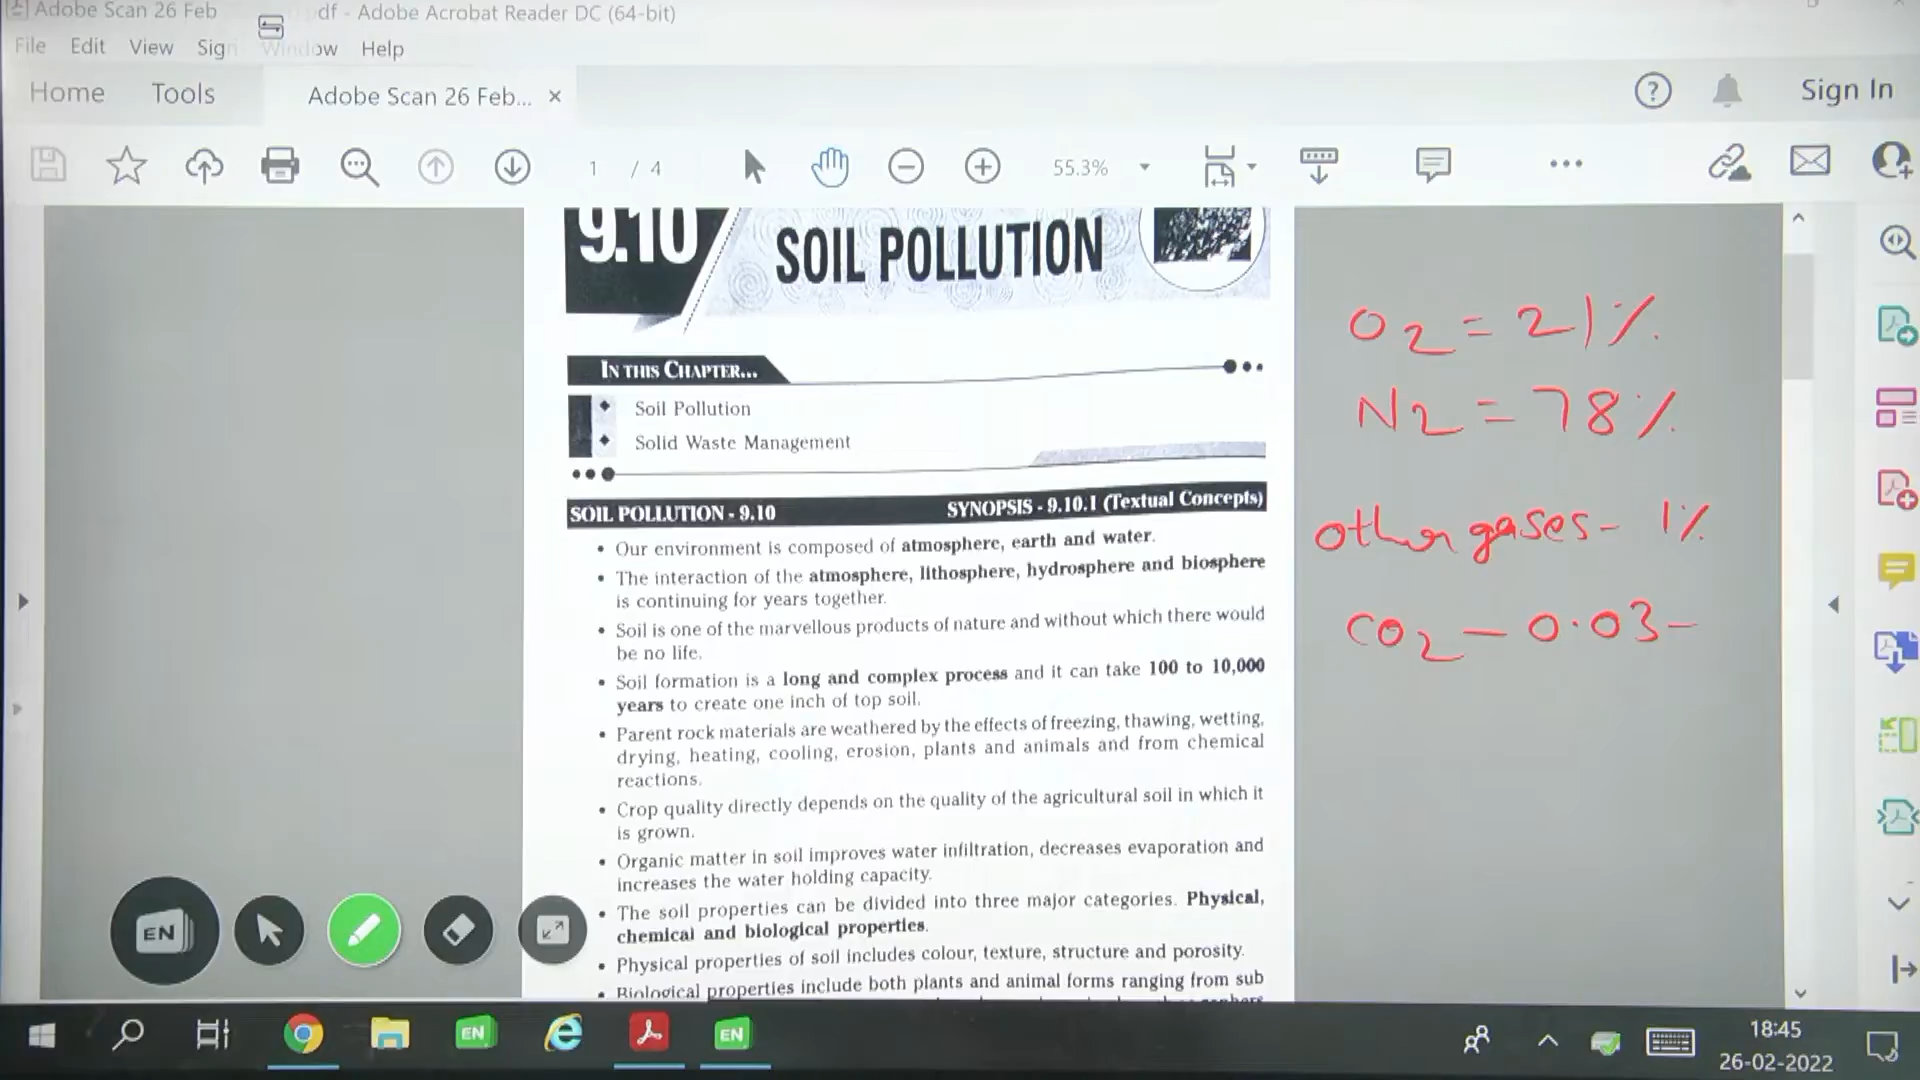 Adobe Scan 26 Feb
df - Adobe Acrobat Reader DC (64-bit)
File Edit View Sign Window Help
Home Tools Adobe Scan 26 Feb... × Sign In
1 / 4 55.3%
9.10 SOIL POLLUTION
IN THIS CHAPTER...
Soil Pollution
Solid Waste Management
SOIL POLLUTION - 9.10 SYNOPSIS - 9.10.1 (Textual Concepts)
• Our environment is composed of atmosphere, earth and water.
• The interaction of the atmosphere, lithosphere, hydrosphere and biosphere
is continuing for years together.
• Soil is one of the marvellous products of nature and without which there would
be no life.
• Soil formation is a long and complex process and it can take 100 to 10,000
years to create one inch of top soil.
• Parent rock materials are weathered by the effects of freezing, thawing, wetting,
drying, heating, cooling, erosion, plants and animals and from chemical
reactions.
• Crop quality directly depends on the quality of the agricultural soil in which it
is grown.
• Organic matter in soil improves water infiltration, decreases evaporation and
increases the water holding capacity.
• The soil properties can be divided into three major categories. Physical,
chemical and biological properties.
• Physical properties of soil includes colour, texture, structure and porosity.
• Biological properties include both plants and animal forms ranging from sub
O2 = 21%
N2 = 78%
other gases - 1%
CO2 - 0.03 -
EN
EN
EN
18:45
26-02-2022